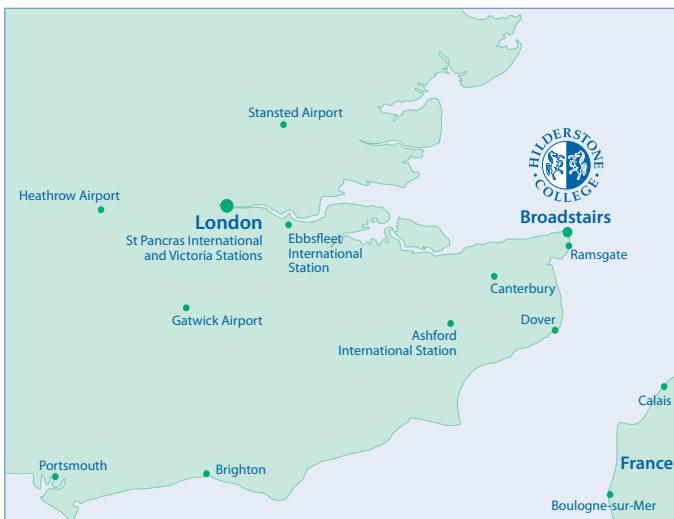 Stansted Airport
HILDERSTONE
COLLEGE
Heathrow Airport
London
St Pancras International
and Victoria Stations
Ebbsfleet
International
Station
Broadstairs
Ramsgate
Canterbury
Gatwick Airport
Dover
Ashford
International Station
Calais
Portsmouth
Brighton
France
Boulogne-sur-Mer